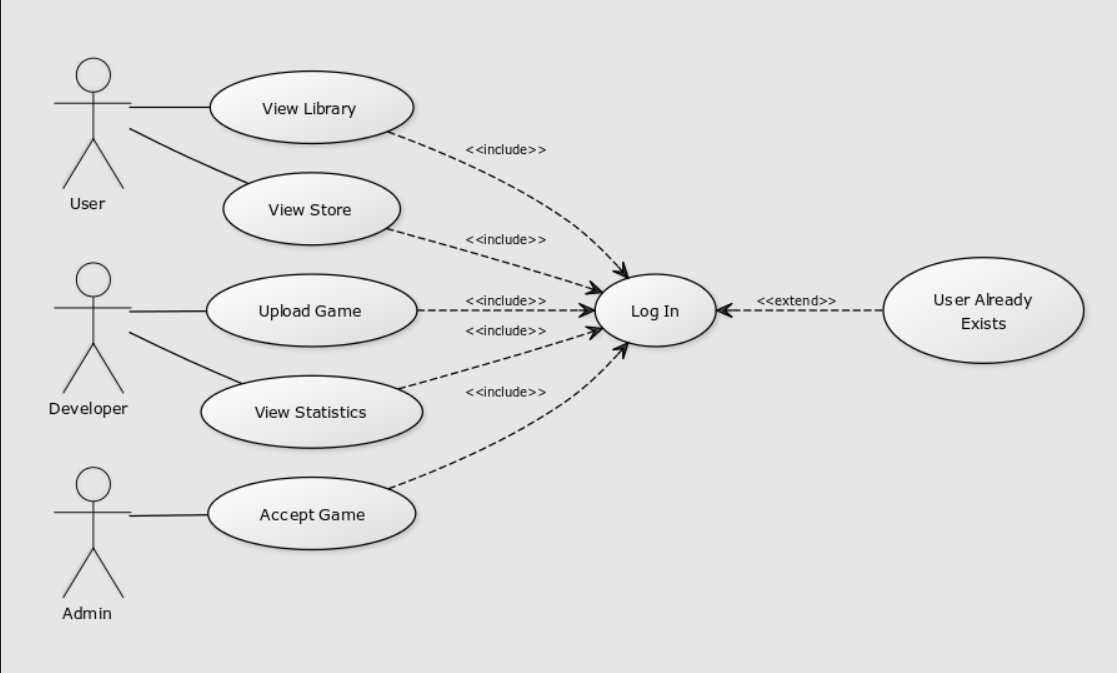 View Library
<<include>>
User
View Store
<<include>>
Upload Game
<<include>>
Log In
<<extend>>
User Already
Exists
<<include>>
Developer
View Statistics
<<include>>
Accept Game
Admin